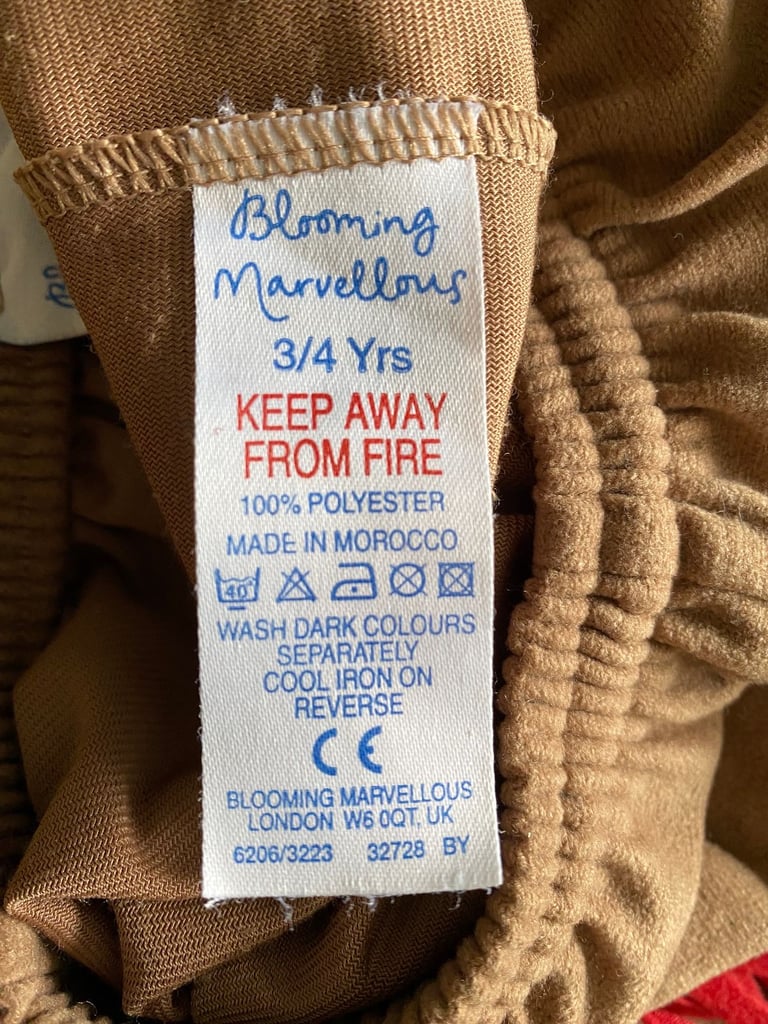 Blooming
Marvellous
3/4 Yrs
KEEP AWAY
FROM FIRE
100% POLYESTER
MADE IN MOROCCO
40
WASH DARK COLOURS
SEPARATELY
COOL IRON ON
REVERSE
CE
BLOOMING MARVELLOUS
LONDON W6 0QT, UK
6206/3223 32728 BY